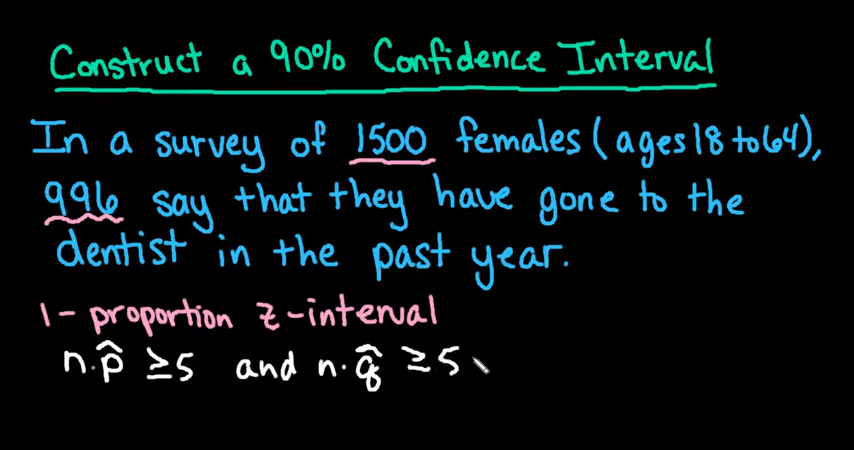 Construct a 90% Confidence Interval
In a survey of 1500 females (ages 18 to 64),
996 say that they have gone to the
dentist in the past year.
1-proportion z-interval
n·p̂ ≥5 and n·q̂ ≥5